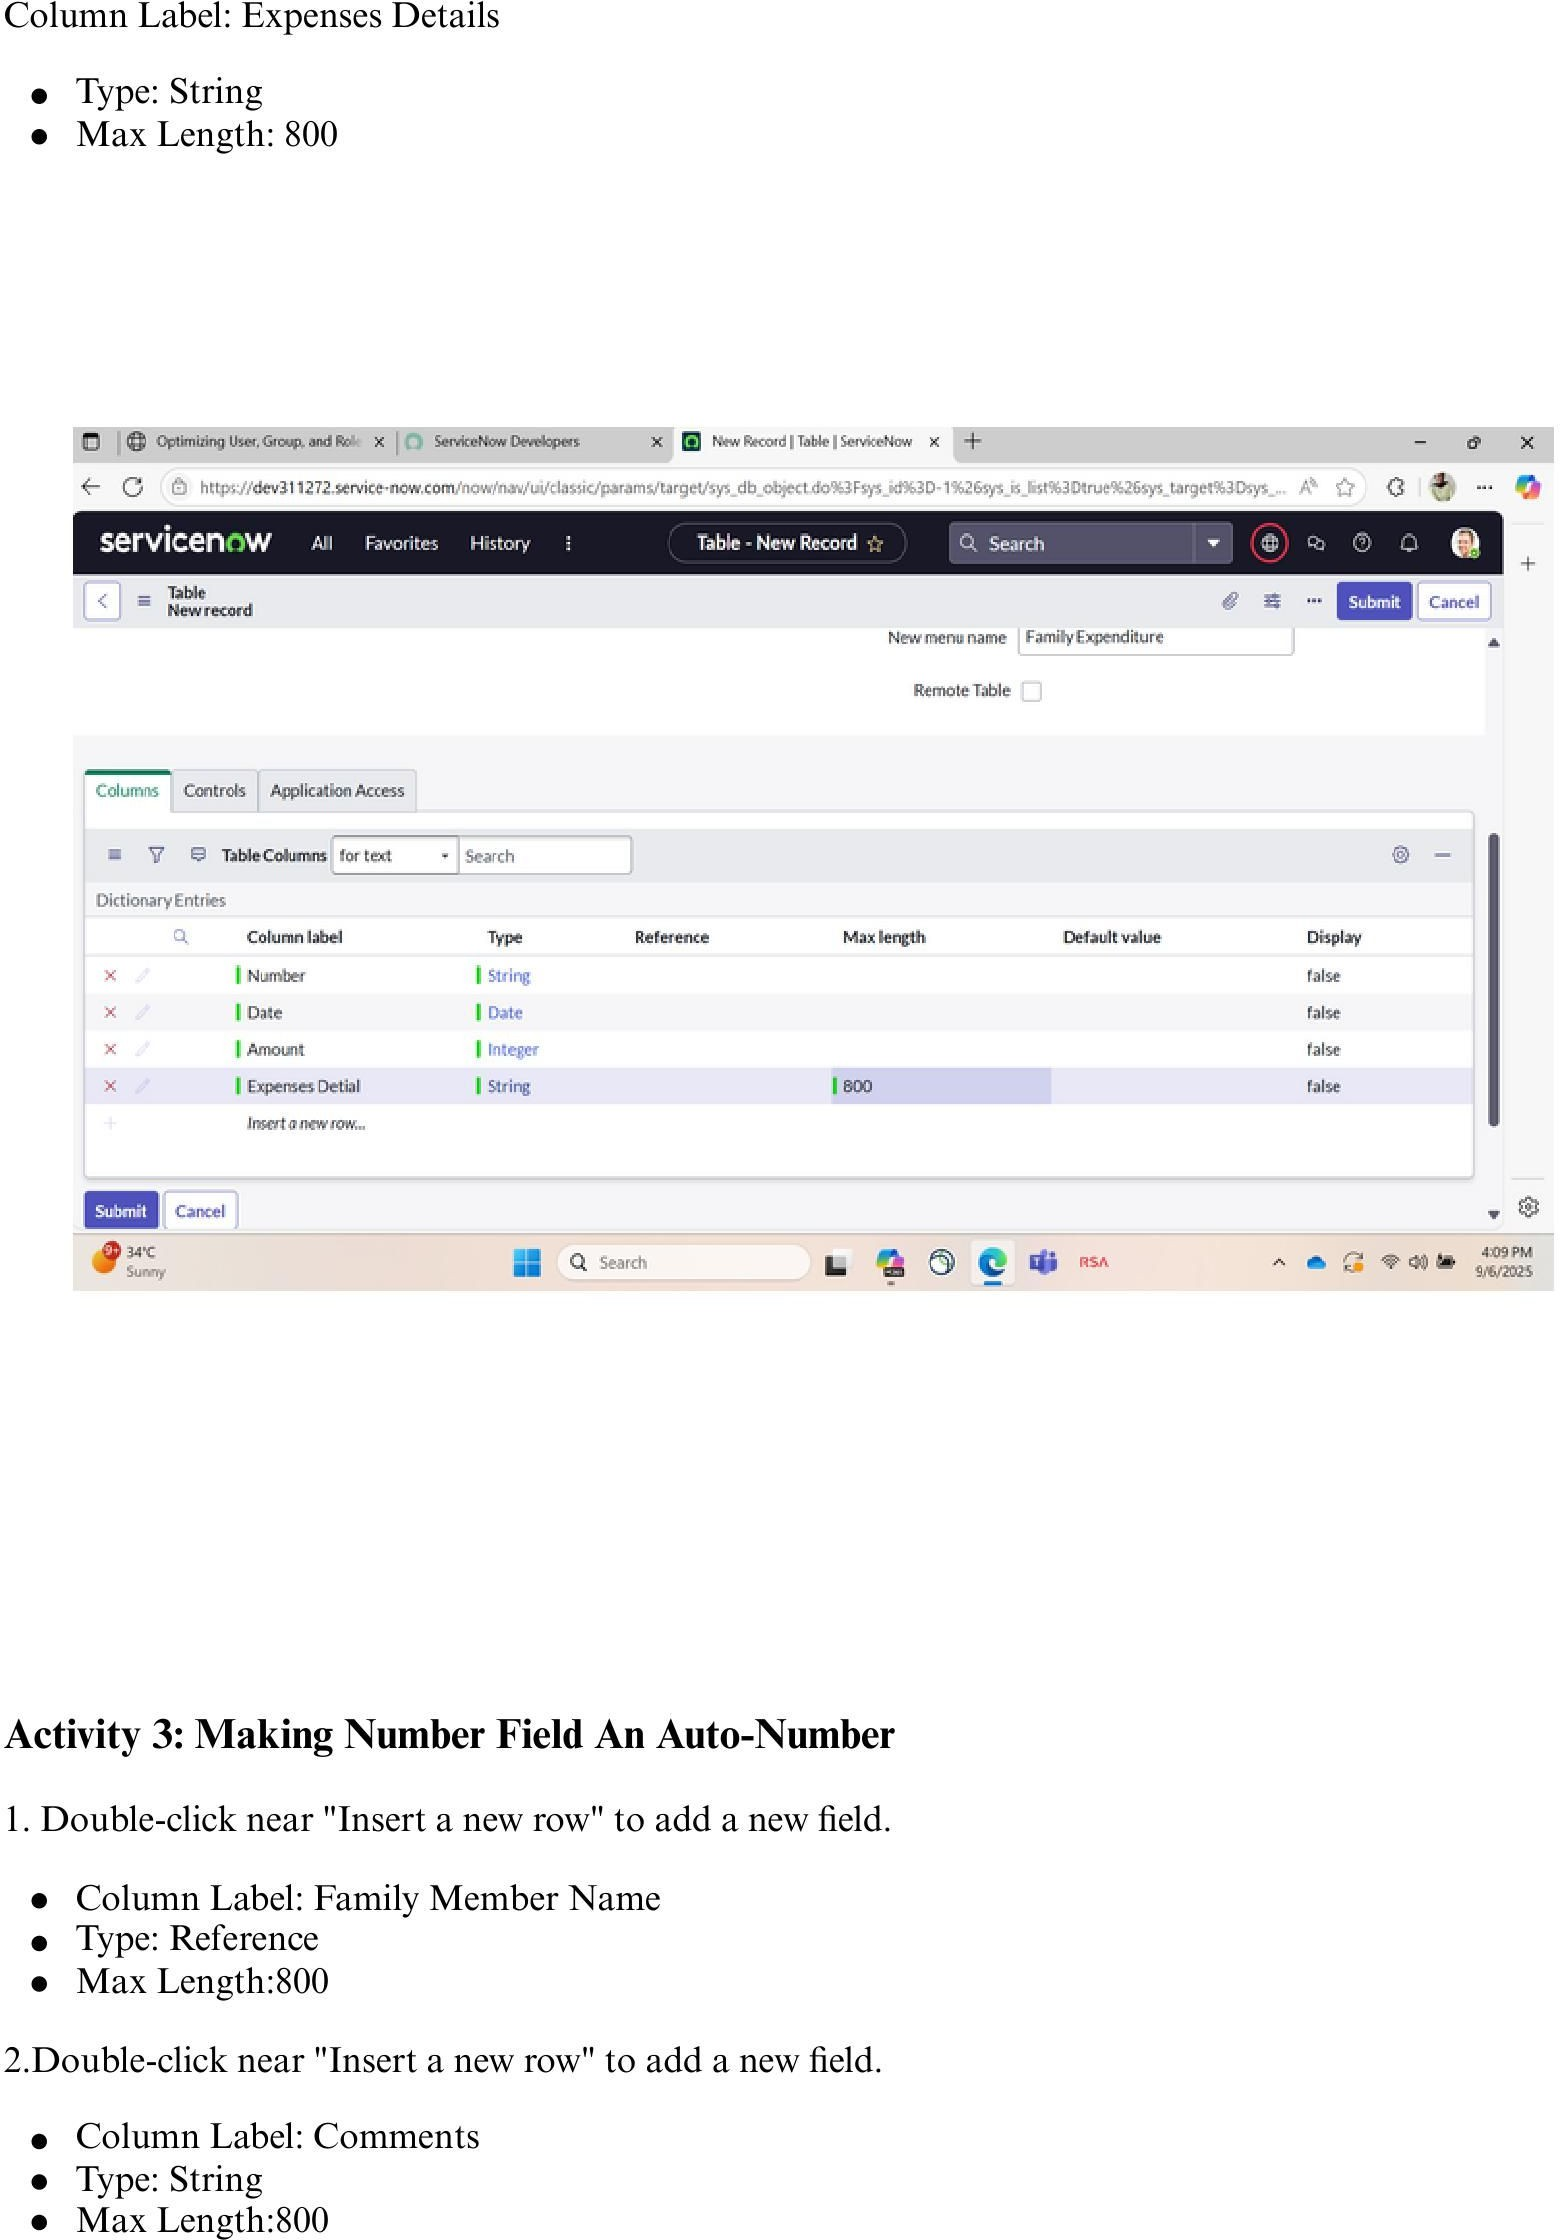 Column Label: Expenses Details
● Type: String
● Max Length: 800
Optimizing User, Group, and Role
ServiceNow Developers
New Record | Table | ServiceNow
https://dev311272.service-now.com/now/nav/ui/classic/params/target/sys_db_object.do%3Fsys_id%3D-1%26sys_is_list%3Dtrue%26sys_target%3Dsys_...
servicenow All Favorites History Table - New Record Search
Table
New record
Submit Cancel
New menu name Family Expenditure
Remote Table
Columns Controls Application Access
Table Columns for text Search
Dictionary Entries
Column label Type Reference Max length Default value Display
Number String false
Date Date false
Amount Integer false
Expenses Detial String 800 false
Insert a new row...
Submit Cancel
9+ 34°C
Sunny
Search
RSA
4:09 PM
9/6/2025
Activity 3: Making Number Field An Auto-Number
1. Double-click near "Insert a new row" to add a new field.
● Column Label: Family Member Name
● Type: Reference
● Max Length:800
2.Double-click near "Insert a new row" to add a new field.
● Column Label: Comments
● Type: String
● Max Length:800